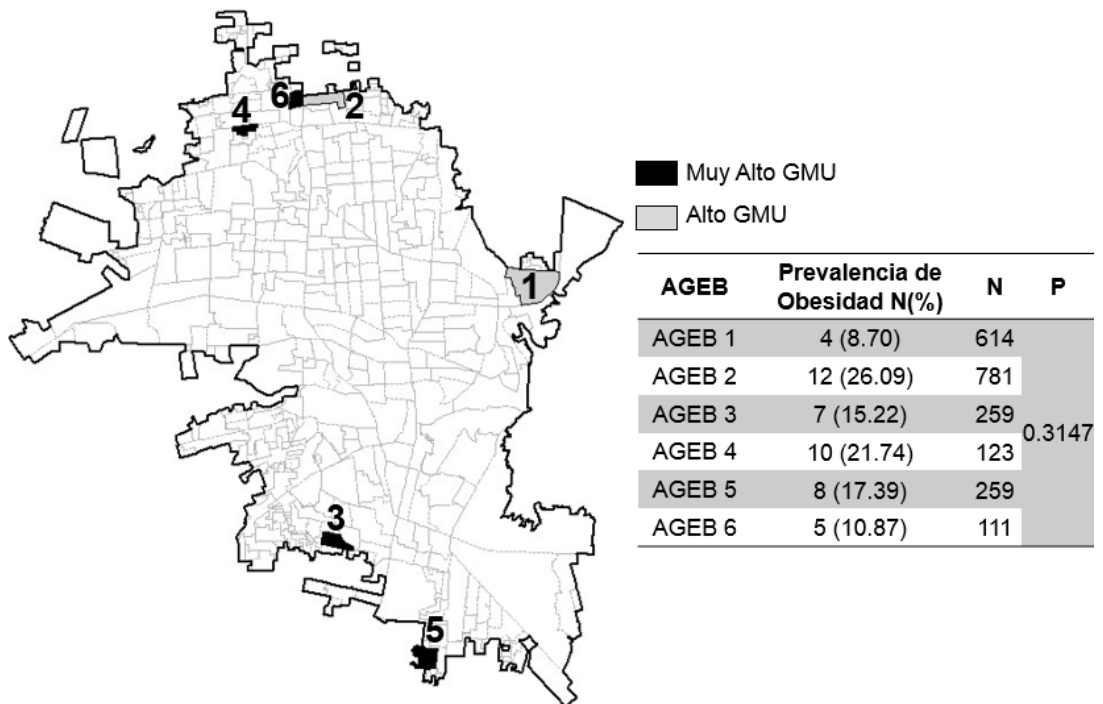 6
4
2
1
3
5
Muy Alto GMU
Alto GMU
AGEB Prevalencia de Obesidad N(%) N P
AGEB 1 4 (8.70) 614
AGEB 2 12 (26.09) 781
AGEB 3 7 (15.22) 259
0.3147
AGEB 4 10 (21.74) 123
AGEB 5 8 (17.39) 259
AGEB 6 5 (10.87) 111